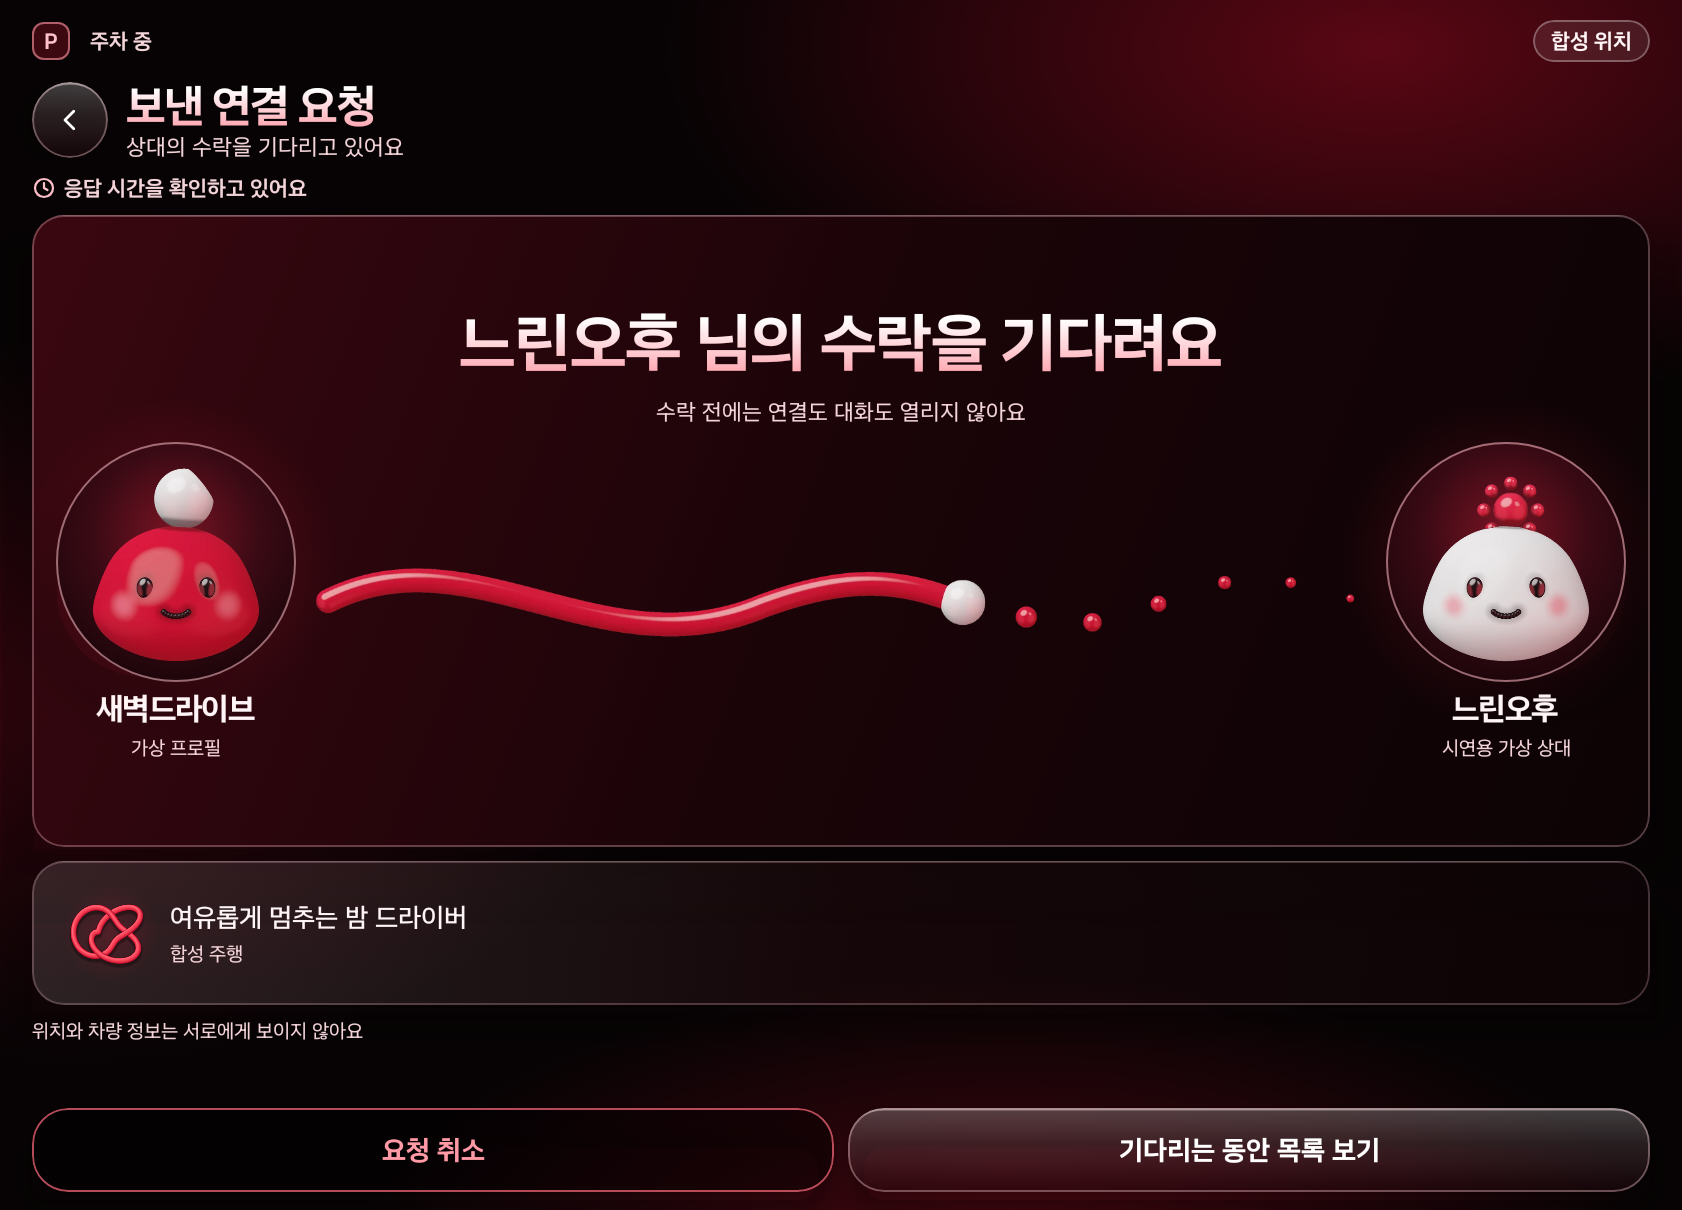 P 주차 중
합성 위치
보낸 연결 요청
상대의 수락을 기다리고 있어요
응답 시간을 확인하고 있어요
느린오후 님의 수락을 기다려요
수락 전에는 연결도 대화도 열리지 않아요
새벽드라이브
가상 프로필
느린오후
시연용 가상 상대
여유롭게 멈추는 밤 드라이버
합성 주행
위치와 차량 정보는 서로에게 보이지 않아요
요청 취소
기다리는 동안 목록 보기